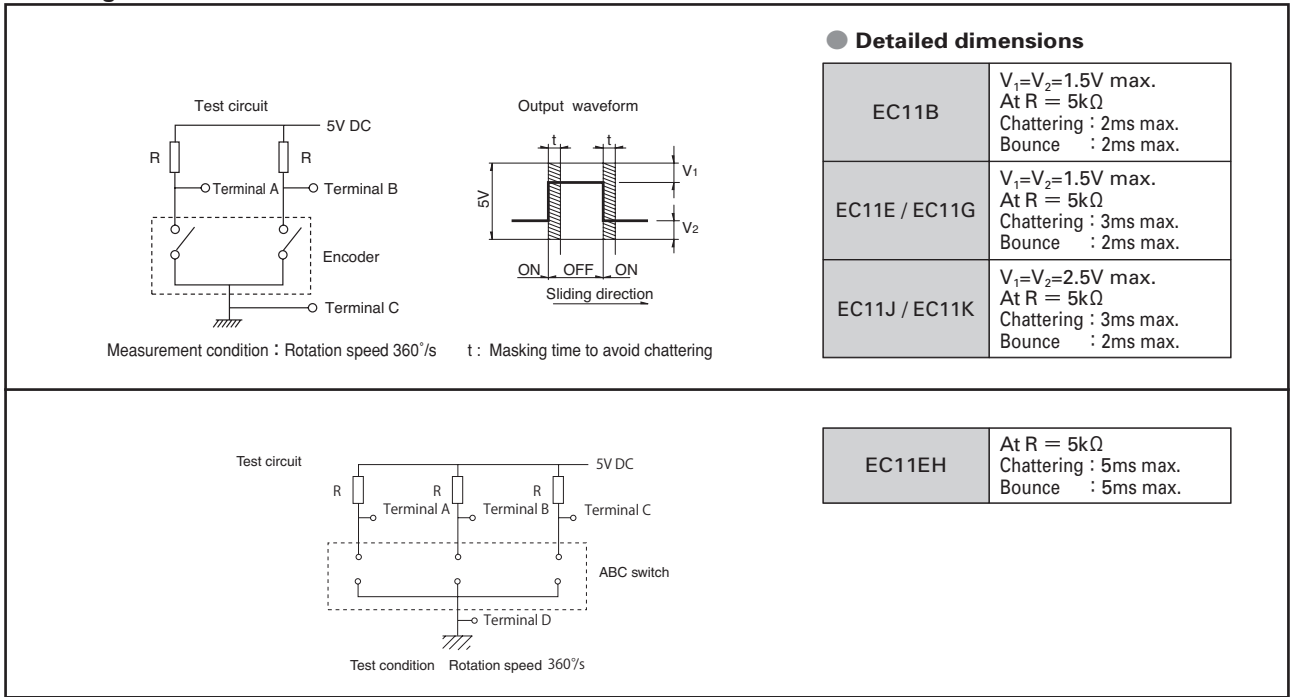 ● Detailed dimensions
Test circuit
5V DC
R
R
Terminal A
Terminal B
Encoder
Terminal C
Output waveform
t
t
5V
V1
V2
ON
OFF
ON
Sliding direction
Measurement condition : Rotation speed 360°/s
t : Masking time to avoid chattering
EC11B
V₁=V₂=1.5V max.
At R = 5kΩ
Chattering : 2ms max.
Bounce : 2ms max.
EC11E / EC11G
V₁=V₂=1.5V max.
At R = 5kΩ
Chattering : 3ms max.
Bounce : 2ms max.
EC11J / EC11K
V₁=V₂=2.5V max.
At R = 5kΩ
Chattering : 3ms max.
Bounce : 2ms max.
Test circuit
5V DC
R
R
R
Terminal A
Terminal B
Terminal C
ABC switch
Terminal D
Test condition Rotation speed 360°/s
EC11EH
At R = 5kΩ
Chattering : 5ms max.
Bounce : 5ms max.